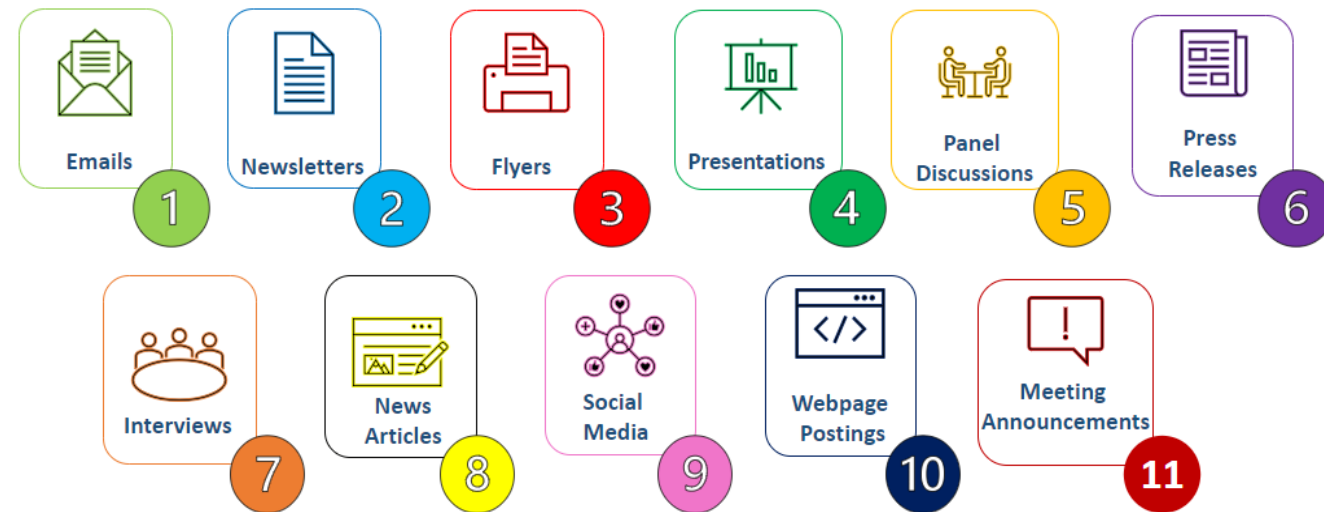 Emails
1
Newsletters
2
Flyers
3
Presentations
4
Panel
Discussions
5
Press
Releases
6
Interviews
7
News
Articles
8
Social
Media
9
</>
Webpage
Postings
10
!
Meeting
Announcements
11